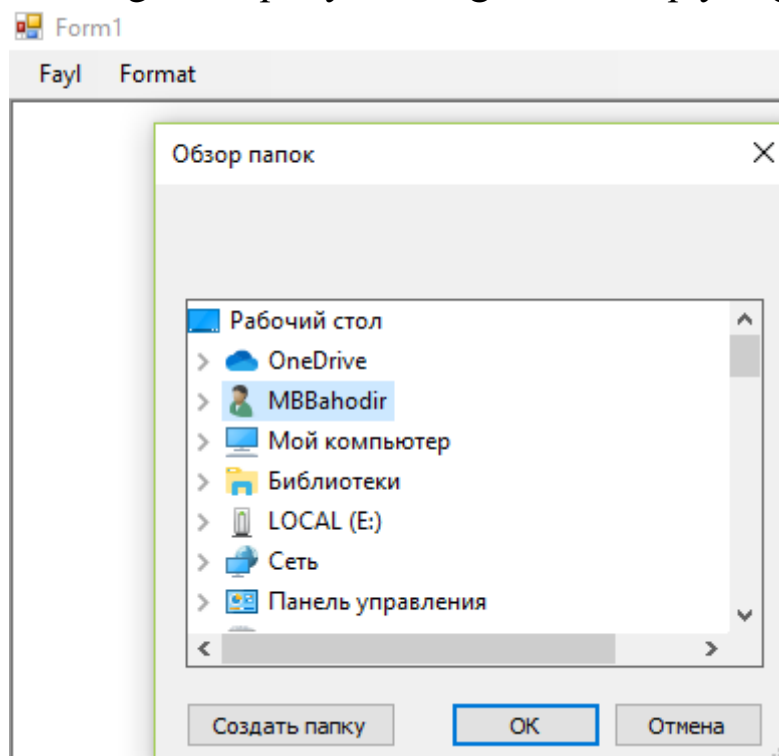 Form1
Fayl Format
Обзор папок
Рабочий стол
OneDrive
MBBahodir
Мой компьютер
Библиотеки
LOCAL (E:)
Сеть
Панель управления
Создать папку OK Отмена